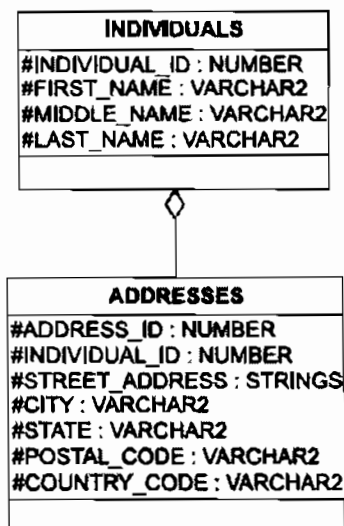 INDIVIDUALS
#INDIVIDUAL_ID : NUMBER
#FIRST_NAME : VARCHAR2
#MIDDLE_NAME : VARCHAR2
#LAST_NAME : VARCHAR2
ADDRESSES
#ADDRESS_ID : NUMBER
#INDIVIDUAL_ID : NUMBER
#STREET_ADDRESS : STRINGS
#CITY : VARCHAR2
#STATE : VARCHAR2
#POSTAL_CODE : VARCHAR2
#COUNTRY_CODE : VARCHAR2